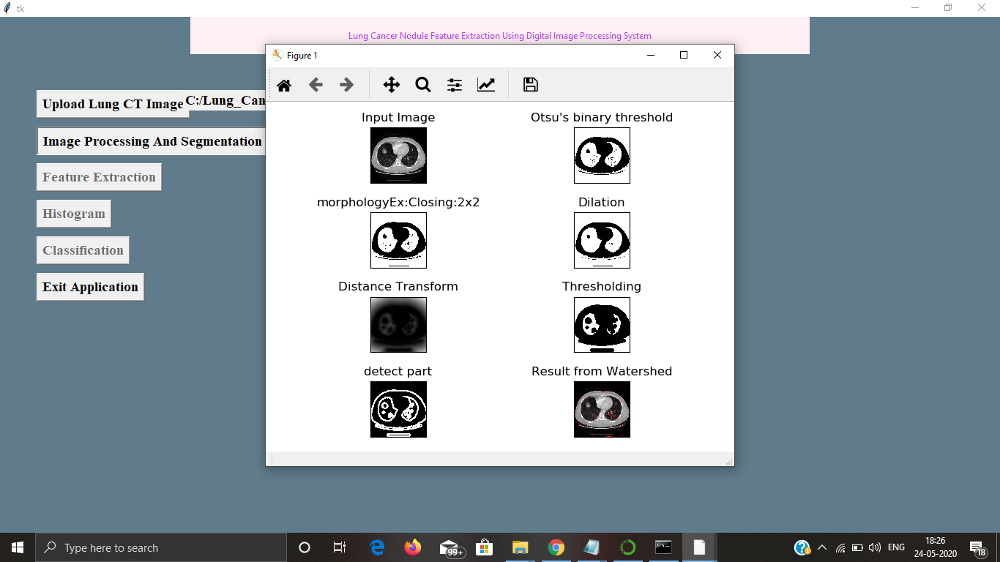 tk
Lung Cancer Nodule Feature Extraction Using Digital Image Processing System
Figure 1
Upload Lung CT Image
C:/Lung_Can
Image Processing And Segmentation
Feature Extraction
Histogram
Classification
Exit Application
Input Image
Otsu's binary threshold
morphologyEx:Closing:2x2
Dilation
Distance Transform
Thresholding
detect part
Result from Watershed
Type here to search
99+
ENG
18:26
24-05-2020
18